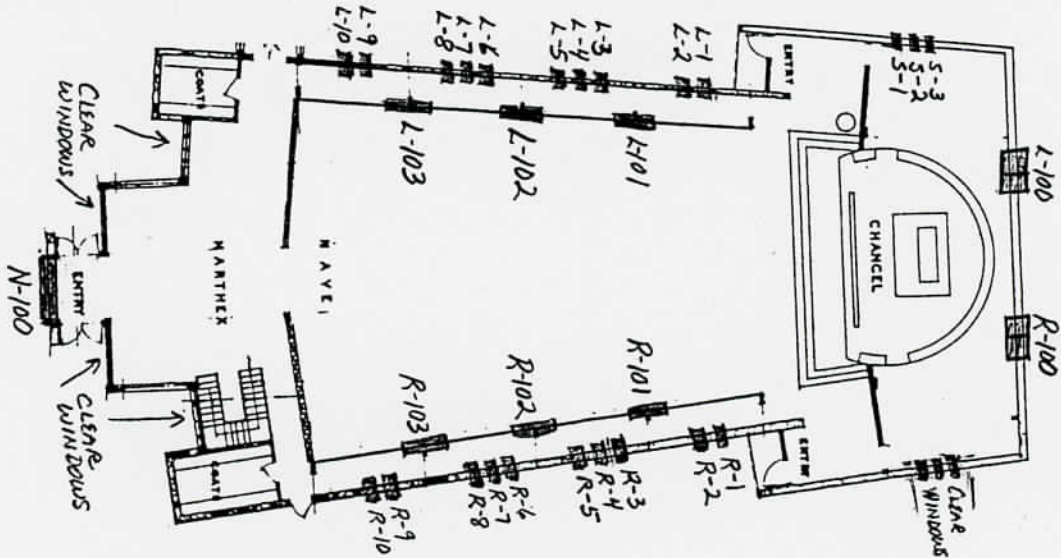 L-9
L-10
L-6
L-7
L-8
L-3
L-4
L-5
L-1
L-2
ENTRY
S-3
S-2
S-1
COATS
CLEAR
WINDOWS
L-103
L-102
L-101
L-100
CHANCEL
NAVE
NARTHEX
ENTRY
N-100
R-100
R-101
R-102
R-103
CLEAR
WINDOWS
COATS
R-9
R-10
R-6
R-7
R-8
R-3
R-4
R-5
R-1
R-2
ENTRY
CLEAR
WINDOWS